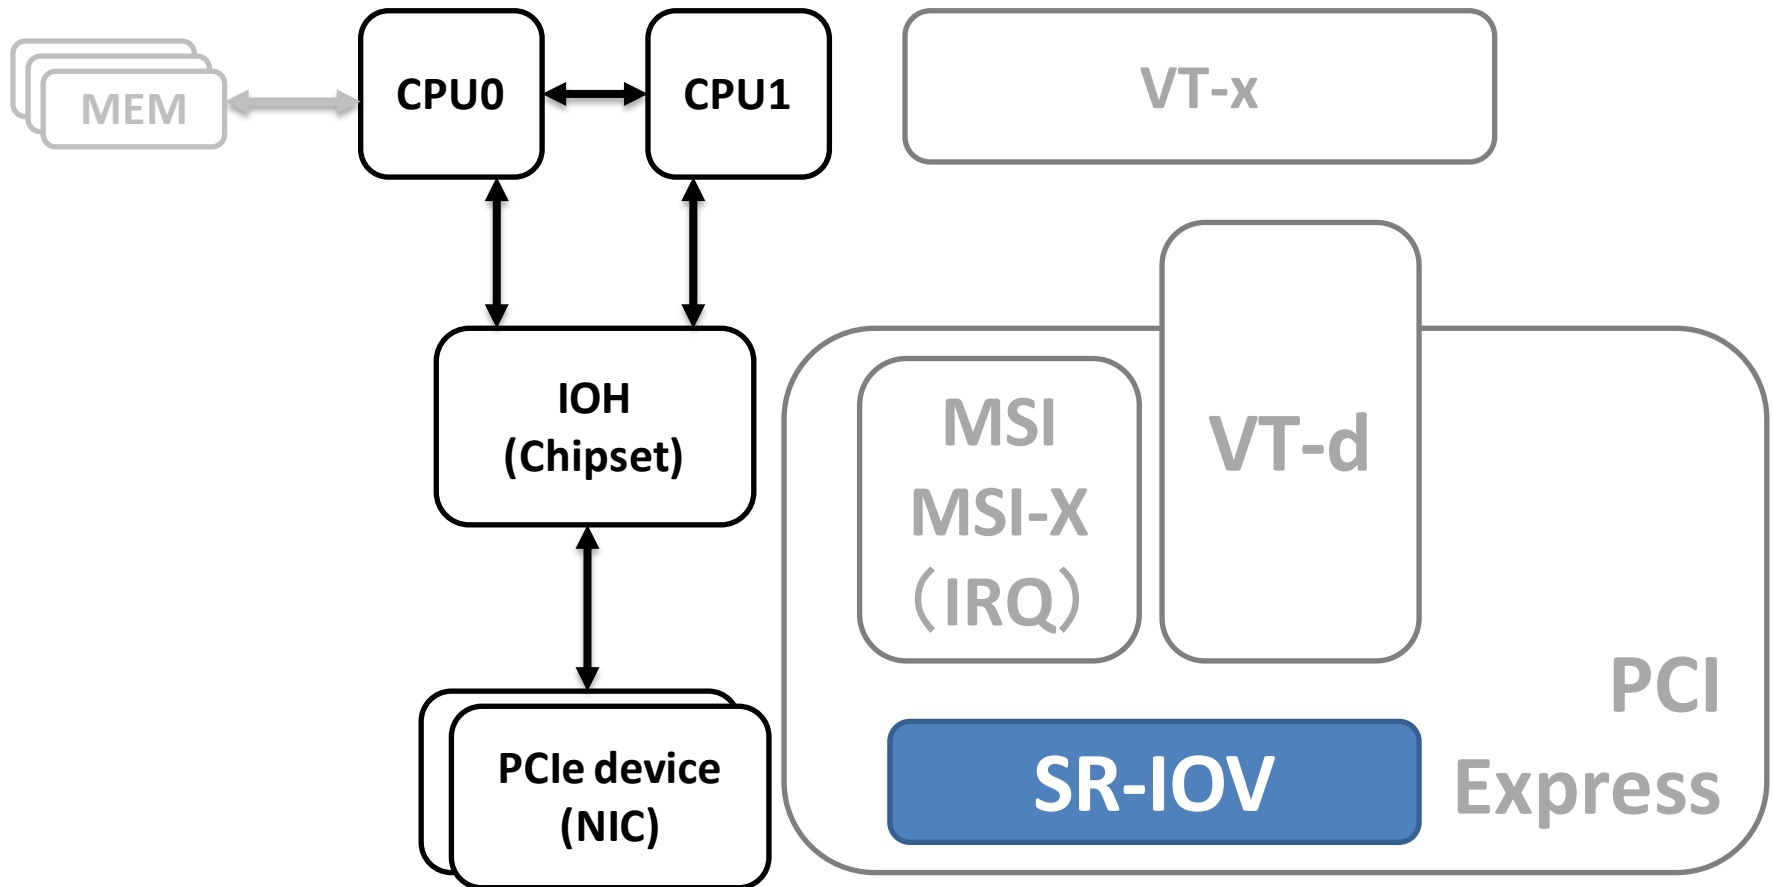 MEM
CPU0
CPU1
VT-x
IOH
(Chipset)
MSI
MSI-X
（IRQ）
VT-d
PCI
Express
PCIe device
(NIC)
SR-IOV